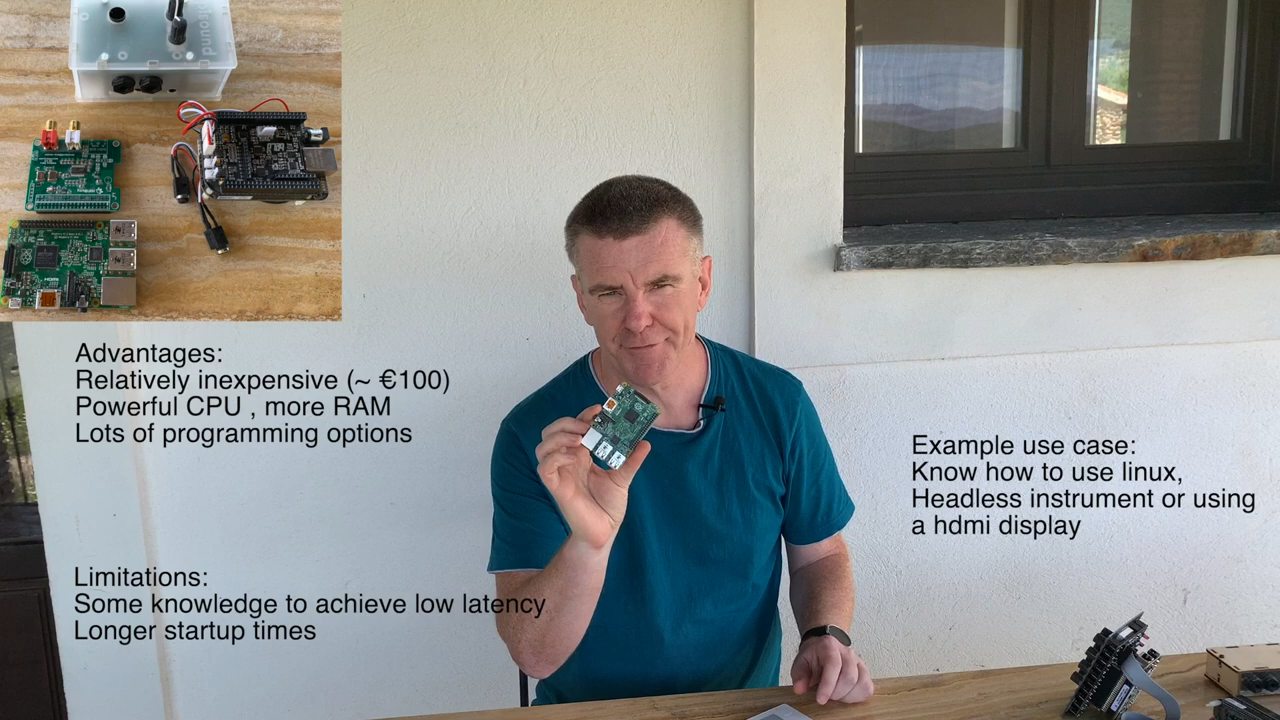 Advantages:
Relatively inexpensive (~ €100)
Powerful CPU , more RAM
Lots of programming options
Example use case:
Know how to use linux,
Headless instrument or using
a hdmi display
Limitations:
Some knowledge to achieve low latency
Longer startup times